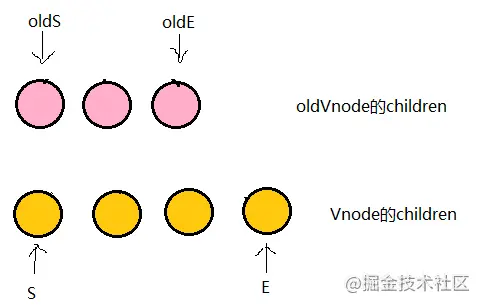 oldS oldE
oldVnode的children
Vnode的children
S E
@掘金技术社区